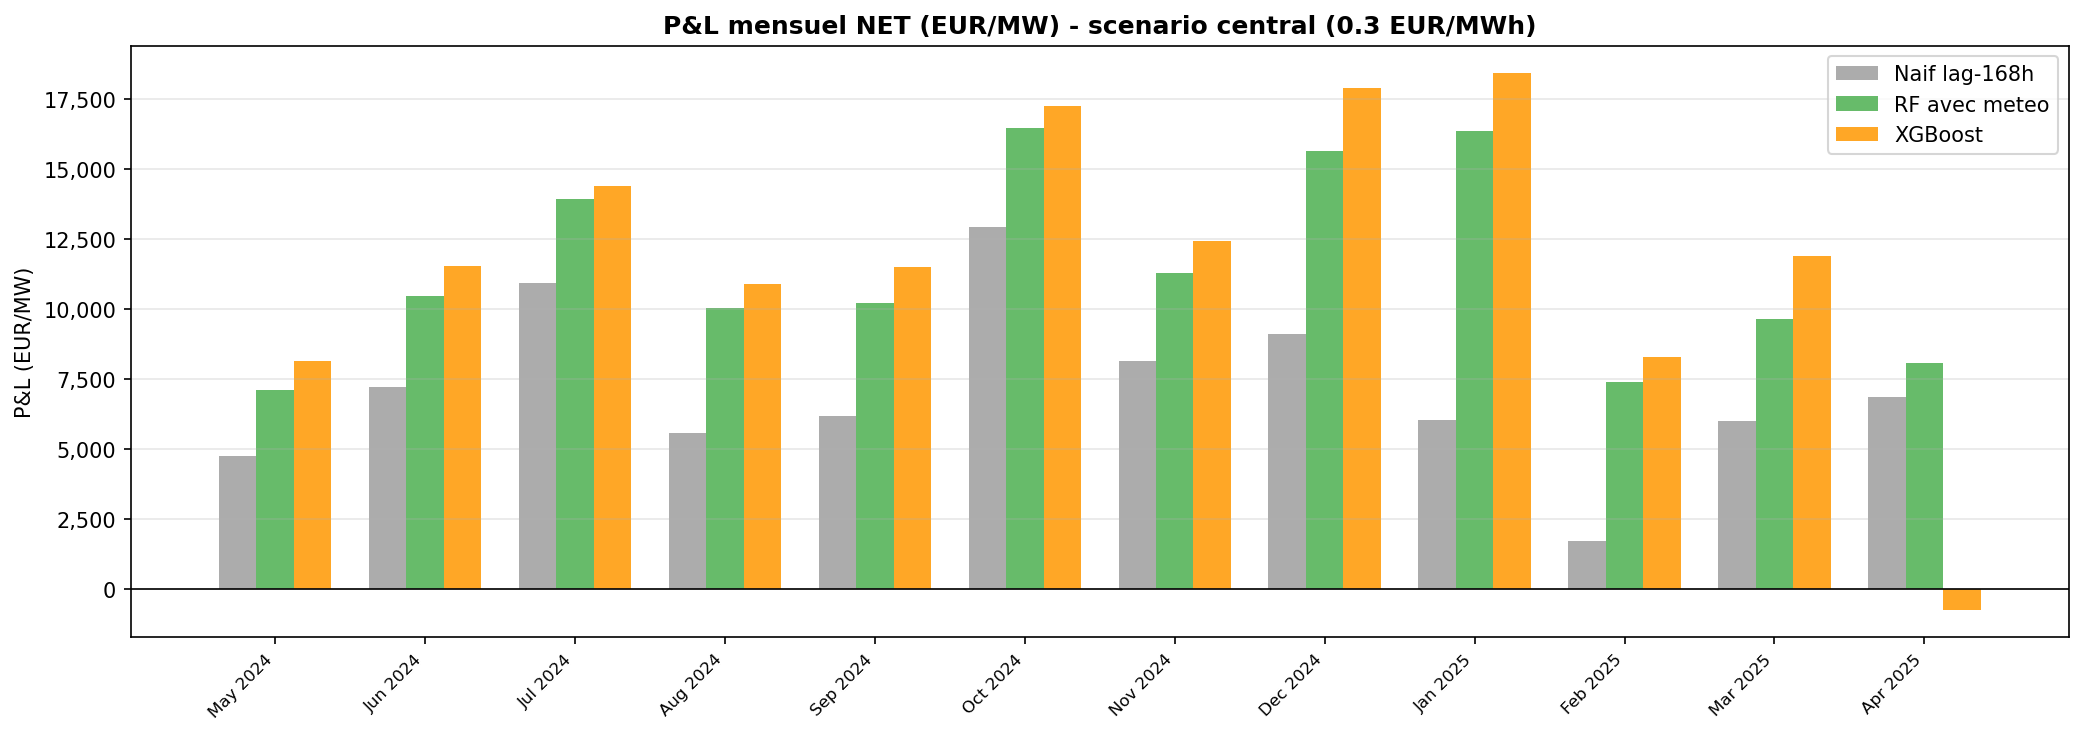 P&L mensuel NET (EUR/MW) - scenario central (0.3 EUR/MWh)
Naif lag-168h
RF avec meteo
XGBoost
P&L (EUR/MW)
17,500
15,000
12,500
10,000
7,500
5,000
2,500
0
May 2024
Jun 2024
Jul 2024
Aug 2024
Sep 2024
Oct 2024
Nov 2024
Dec 2024
Jan 2025
Feb 2025
Mar 2025
Apr 2025